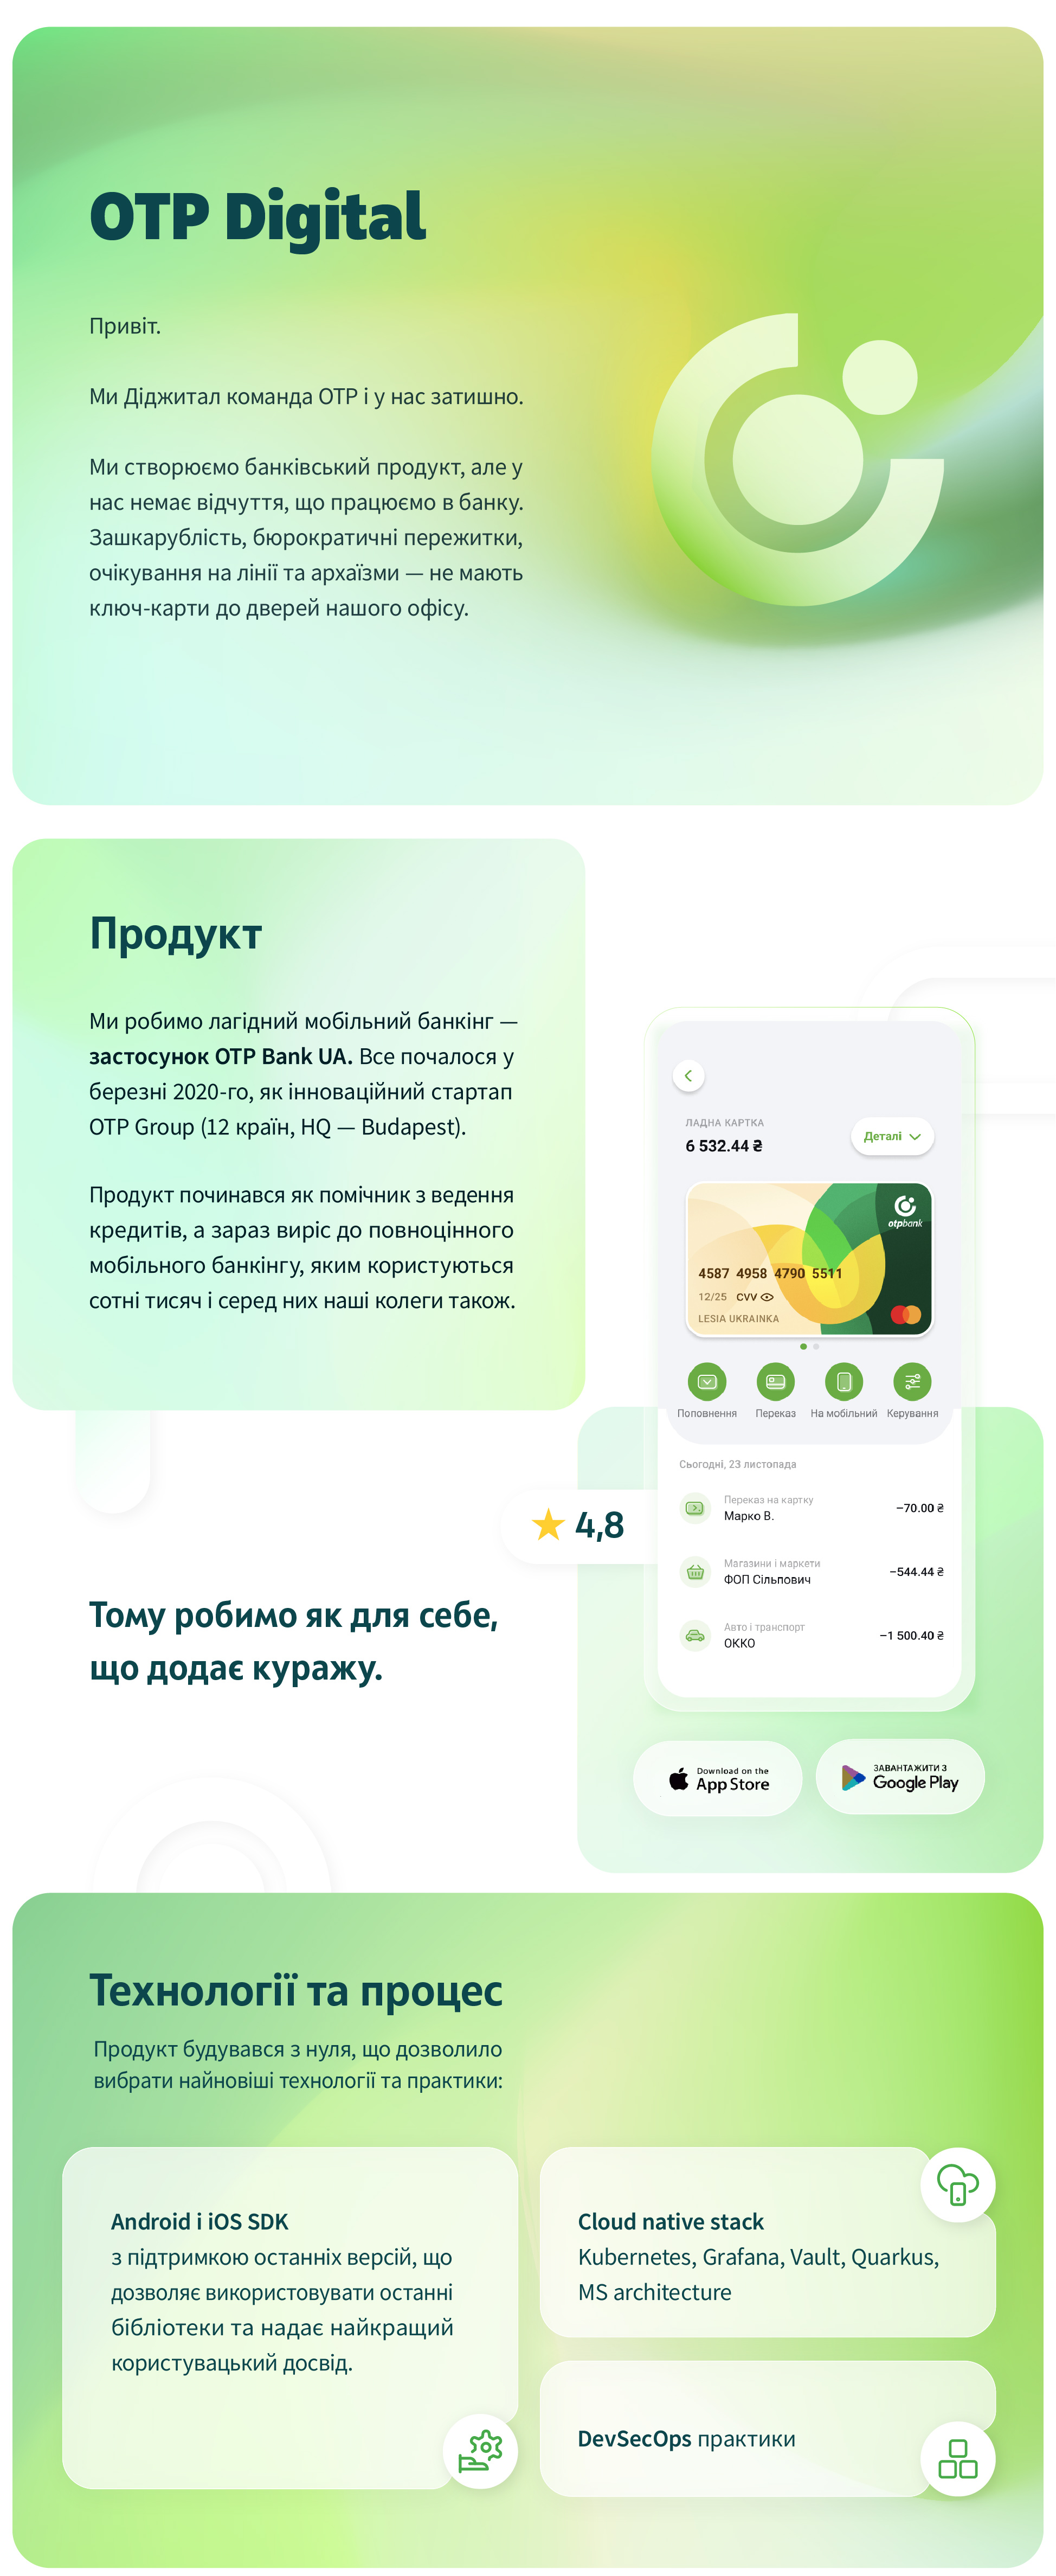 OTP Digital
Привіт.
Ми Діджитал команда ОТР і у нас затишно.
Ми створюємо банківський продукт, але у
нас немає відчуття, що працюємо в банку.
Зашкарублість, бюрократичні пережитки,
очікування на лінії та архаїзми — не мають
ключ-карти до дверей нашого офісу.
Продукт
Ми робимо лагідний мобільний банкінг —
застосунок OTP Bank UA. Все почалося у
березні 2020-го, як інноваційний стартап
OTP Group (12 країн, HQ — Budapest).
Продукт починався як помічник з ведення
кредитів, а зараз виріс до повноцінного
мобільного банкінгу, яким користуються
сотні тисяч і серед них наші колеги також.
ЛАДНА КАРТКА
6 532.44 ₴
Деталі
otpbank
4587 4958 4790 5511
12/25 CVV
LESIA UKRAINKA
Поповнення Переказ На мобільний Керування
Сьогодні, 23 листопада
Переказ на картку
Марко В.
−70.00 ₴
Магазини і маркети
ФОП Сільпович
−544.44 ₴
Авто і транспорт
ОККО
−1 500.40 ₴
4,8
Тому робимо як для себе,
що додає куражу.
Download on the
App Store
ЗАВАНТАЖИТИ З
Google Play
Технології та процес
Продукт будувався з нуля, що дозволило
вибрати найновіші технології та практики:
Android і iOS SDK
з підтримкою останніх версій, що
дозволяє використовувати останні
бібліотеки та надає найкращий
користувацький досвід.
Cloud native stack
Kubernetes, Grafana, Vault, Quarkus,
MS architecture
DevSecOps практики